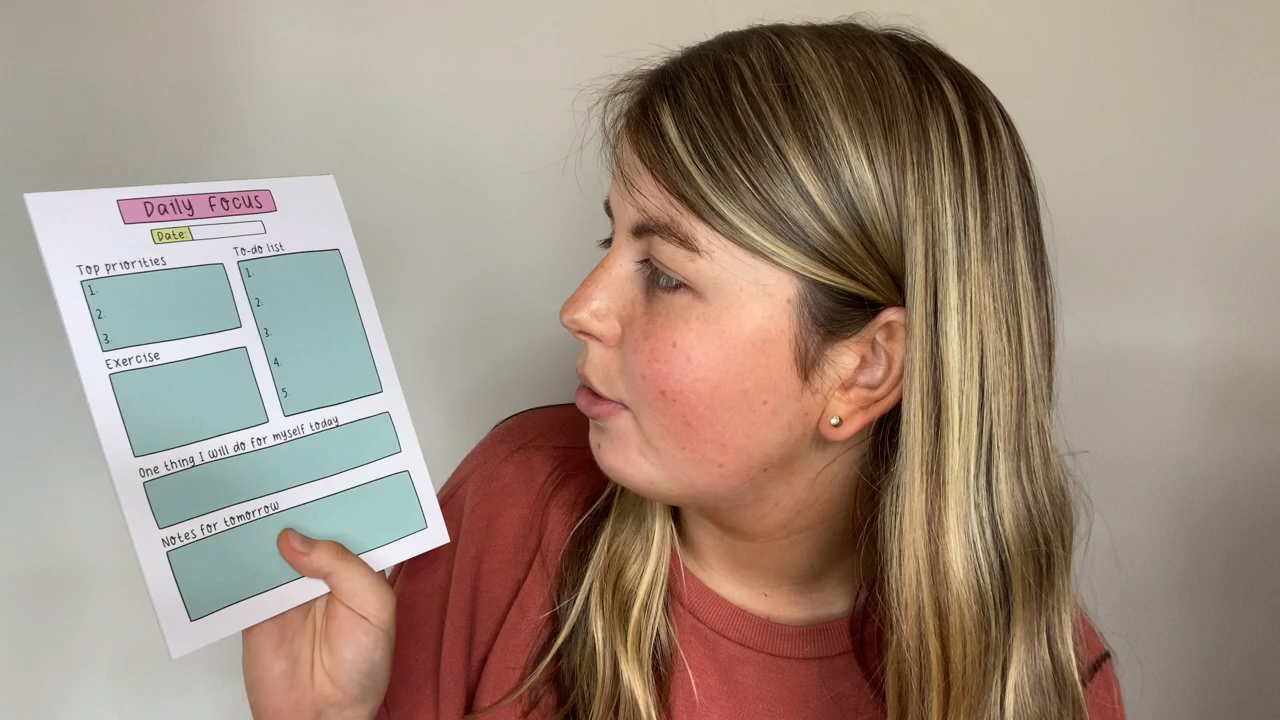 Daily Focus
Date:
Top priorities
1.
2.
3.
To-do list
1.
2.
3.
4.
5.
Exercise
One thing I will do for myself today
Notes for tomorrow